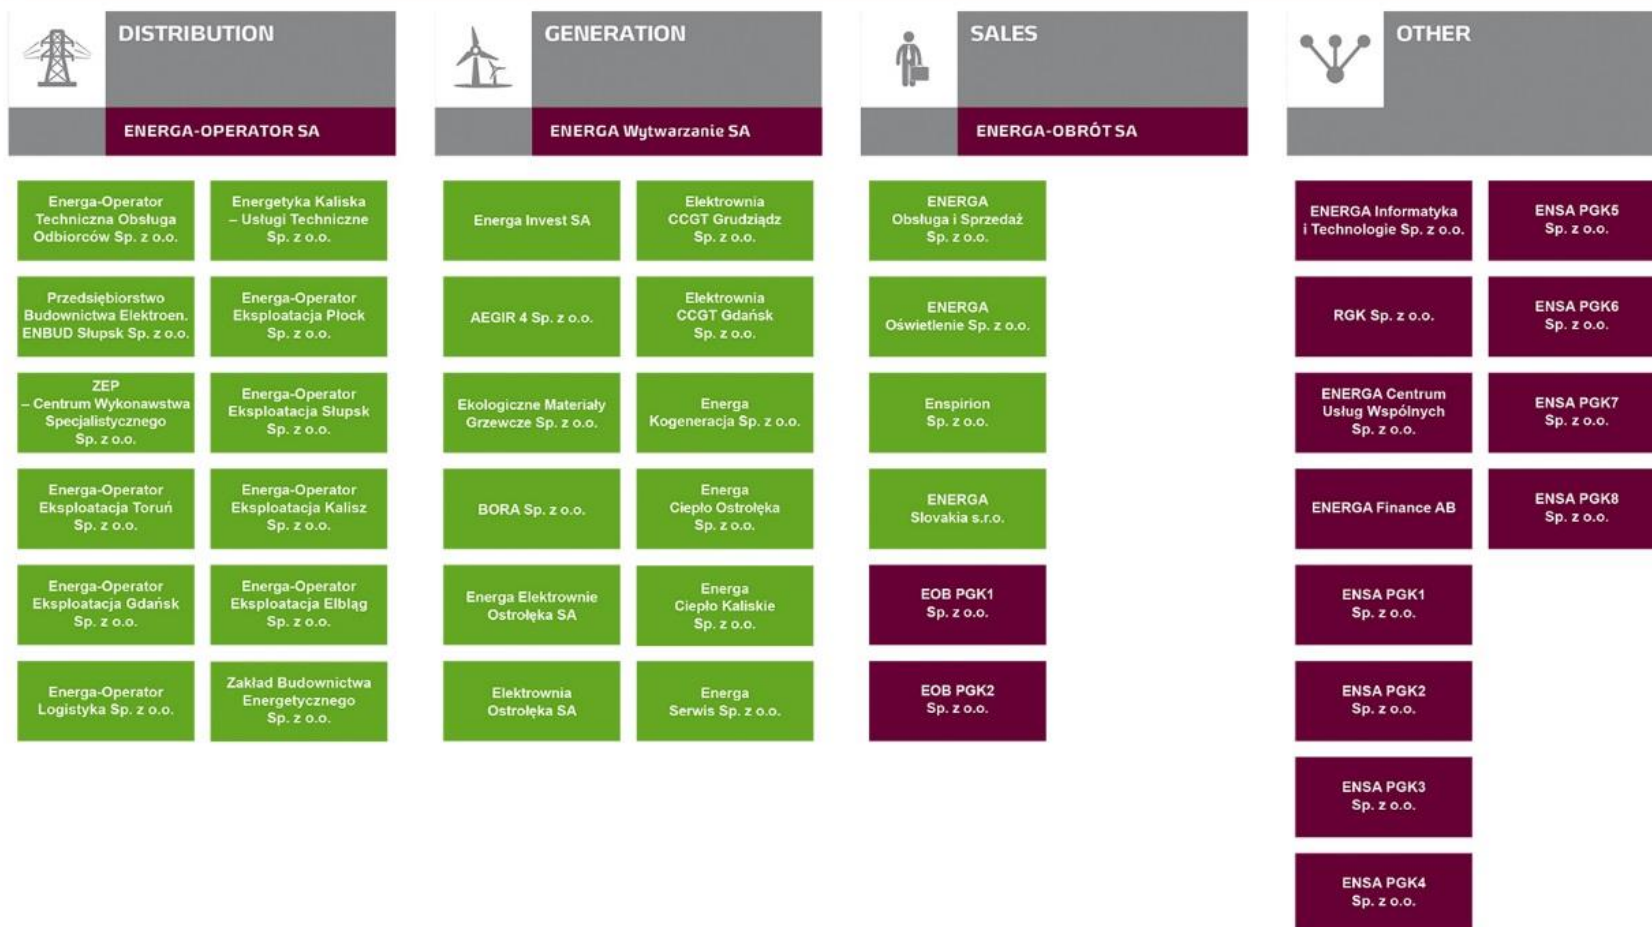 DISTRIBUTION
ENERGA-OPERATOR SA
Energa-Operator
Techniczna Obsługa
Odbiorców Sp. z o.o.
Energetyka Kaliska
– Usługi Techniczne
Sp. z o.o.
Przedsiębiorstwo
Budownictwa Elektroen.
ENBUD Słupsk Sp. z o.o.
Energa-Operator
Eksploatacja Płock
Sp. z o.o.
ZEP
– Centrum Wykonawstwa
Specjalistycznego
Sp. z o.o.
Energa-Operator
Eksploatacja Słupsk
Sp. z o.o.
Energa-Operator
Eksploatacja Toruń
Sp. z o.o.
Energa-Operator
Eksploatacja Kalisz
Sp. z o.o.
Energa-Operator
Eksploatacja Gdańsk
Sp. z o.o.
Energa-Operator
Eksploatacja Elbląg
Sp. z o.o.
Energa-Operator
Logistyka Sp. z o.o.
Zakład Budownictwa
Energetycznego
Sp. z o.o.
GENERATION
ENERGA Wytwarzanie SA
Energa Invest SA
Elektrownia
CCGT Grudziądz
Sp. z o.o.
AEGIR 4 Sp. z o.o.
Elektrownia
CCGT Gdańsk
Sp. z o.o.
Ekologiczne Materiały
Grzewcze Sp. z o.o.
Energa
Kogeneracja Sp. z o.o.
BORA Sp. z o.o.
Energa
Ciepło Ostrołęka
Sp. z o.o.
Energa Elektrownie
Ostrołęka SA
Energa
Ciepło Kaliskie
Sp. z o.o.
Elektrownia
Ostrołęka SA
Energa
Serwis Sp. z o.o.
SALES
ENERGA-OBRÓT SA
ENERGA
Obsługa i Sprzedaż
Sp. z o.o.
ENERGA
Oświetlenie Sp. z o.o.
Enspirion
Sp. z o.o.
ENERGA
Slovakia s.r.o.
EOB PGK1
Sp. z o.o.
EOB PGK2
Sp. z o.o.
OTHER
ENERGA Informatyka
i Technologie Sp. z o.o.
ENSA PGK5
Sp. z o.o.
RGK Sp. z o.o.
ENSA PGK6
Sp. z o.o.
ENERGA Centrum
Usług Wspólnych
Sp. z o.o.
ENSA PGK7
Sp. z o.o.
ENERGA Finance AB
ENSA PGK8
Sp. z o.o.
ENSA PGK1
Sp. z o.o.
ENSA PGK2
Sp. z o.o.
ENSA PGK3
Sp. z o.o.
ENSA PGK4
Sp. z o.o.